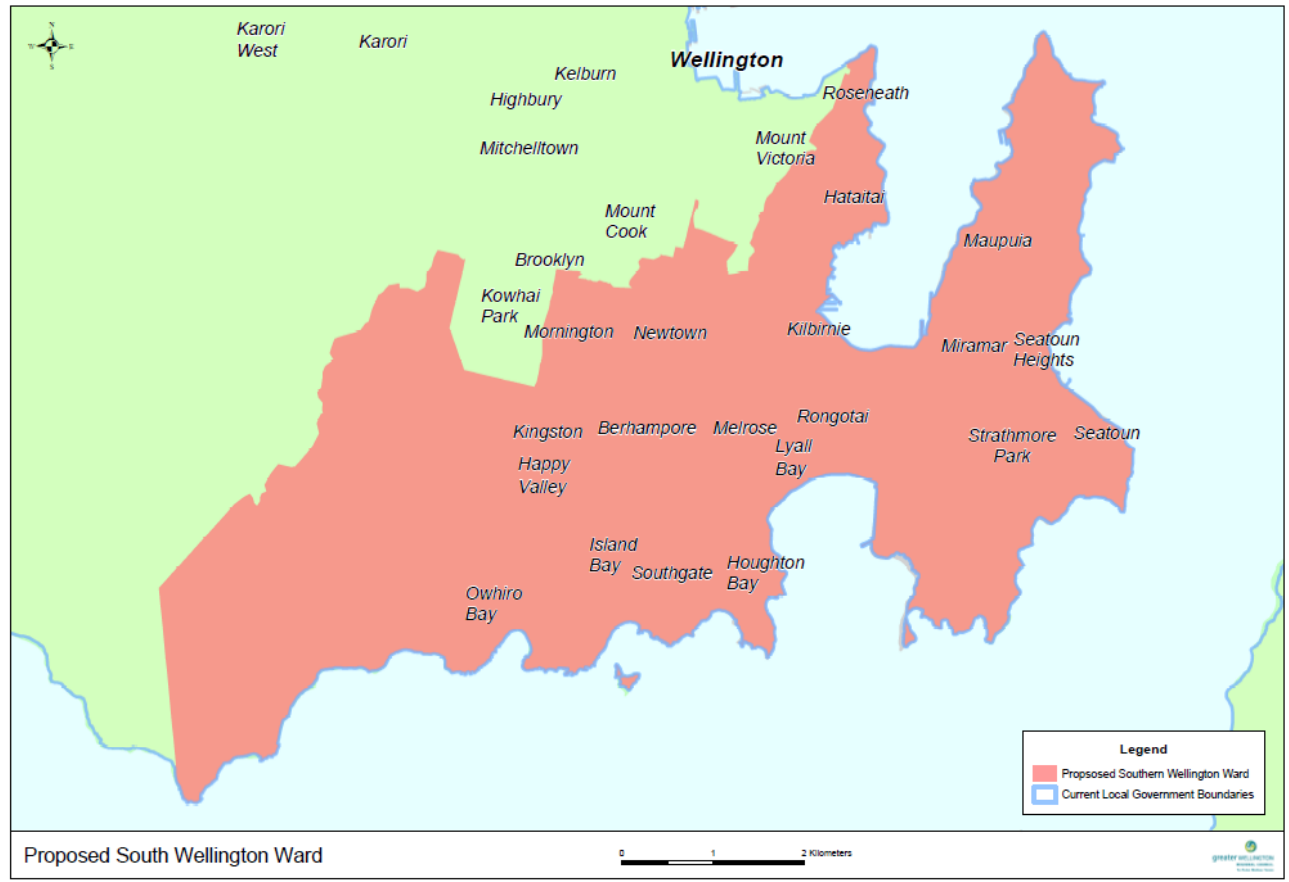 N
W
E
S
Karori
West
Karori
Wellington
Kelburn
Highbury
Roseneath
Mount
Victoria
Mitchelltown
Hataitai
Mount
Cook
Maupuia
Brooklyn
Kowhai
Park
Mornington
Newtown
Kilbirnie
Miramar
Seatoun
Heights
Kingston
Berhampore
Melrose
Rongotai
Lyall
Bay
Strathmore
Park
Seatoun
Happy
Valley
Island
Bay
Southgate
Houghton
Bay
Owhiro
Bay
Legend
Propsosed Southern Wellington Ward
Current Local Government Boundaries
Proposed South Wellington Ward
0 1 2 Kilometers
greater WELLINGTON
REGIONAL COUNCIL